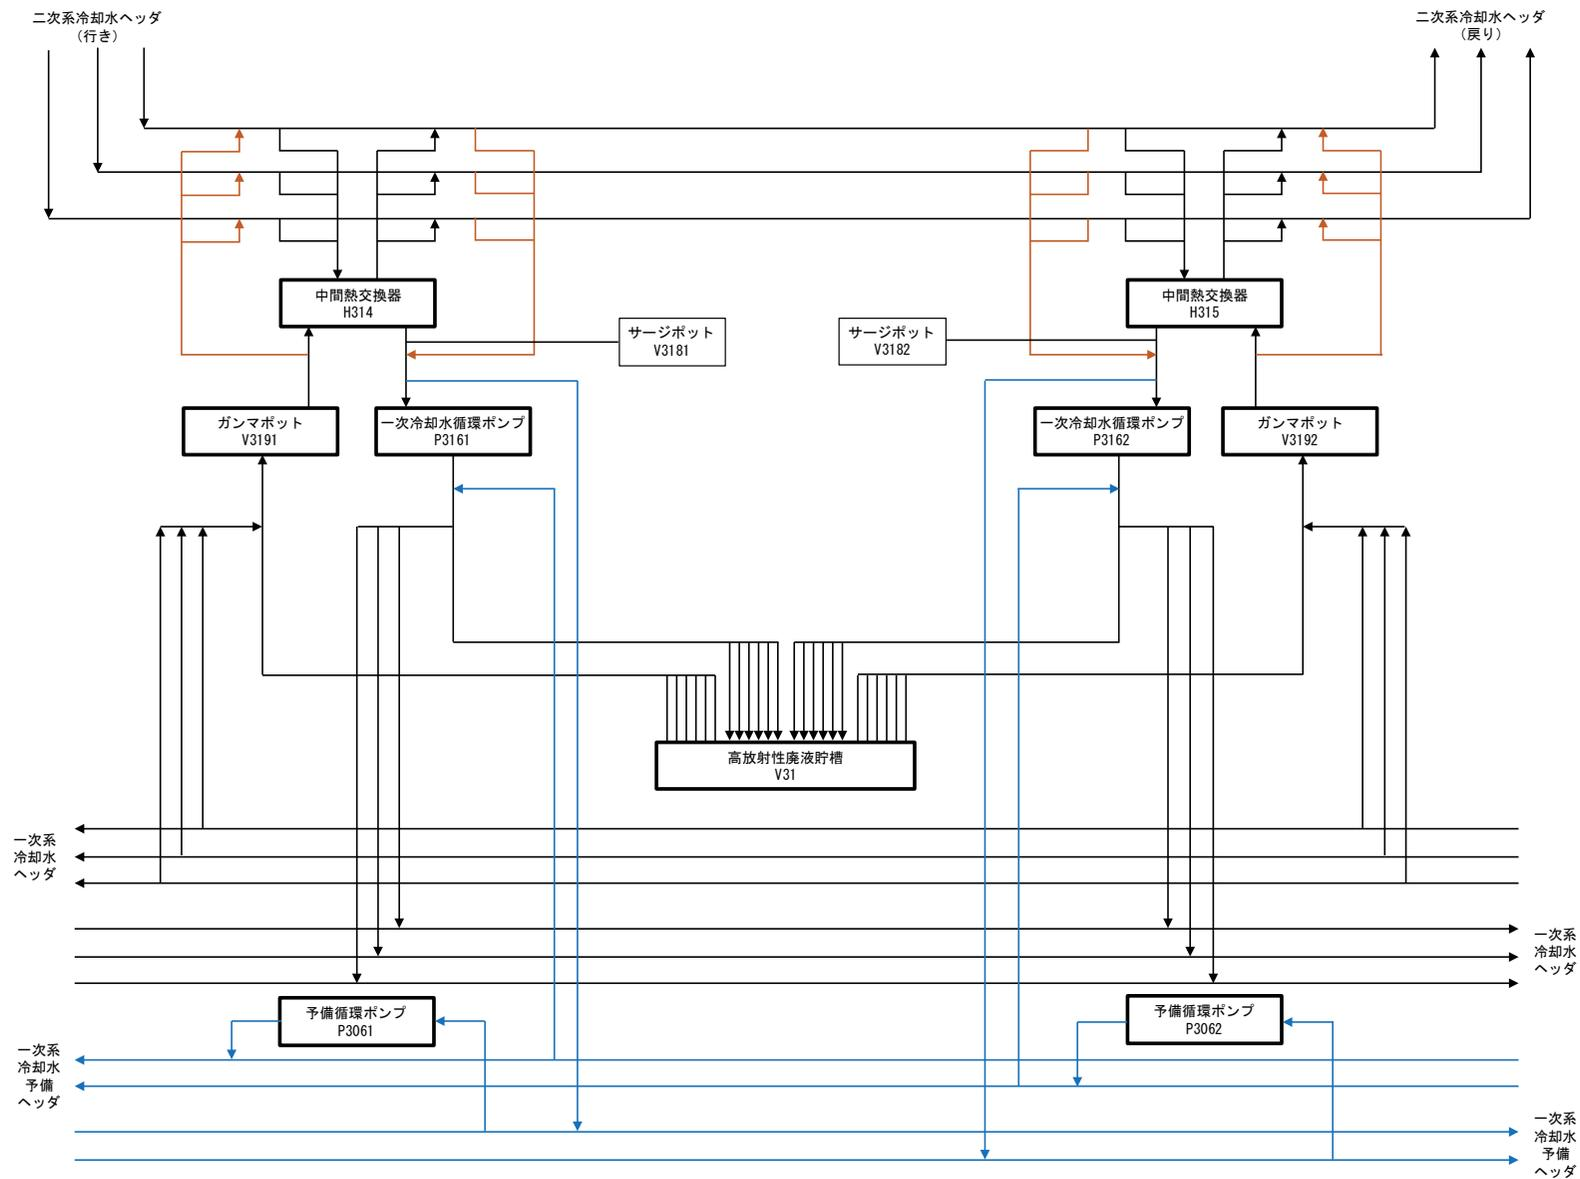 二次系冷却水ヘッダ
（行き）
二次系冷却水ヘッダ
（戻り）
中間熱交換器
H314
サージポット
V3181
サージポット
V3182
中間熱交換器
H315
ガンマポット
V3191
一次冷却水循環ポンプ
P3161
一次冷却水循環ポンプ
P3162
ガンマポット
V3192
高放射性廃液貯槽
V31
一次系
冷却水
ヘッダ
一次系
冷却水
ヘッダ
予備循環ポンプ
P3061
予備循環ポンプ
P3062
一次系
冷却水
予備
ヘッダ
一次系
冷却水
予備
ヘッダ